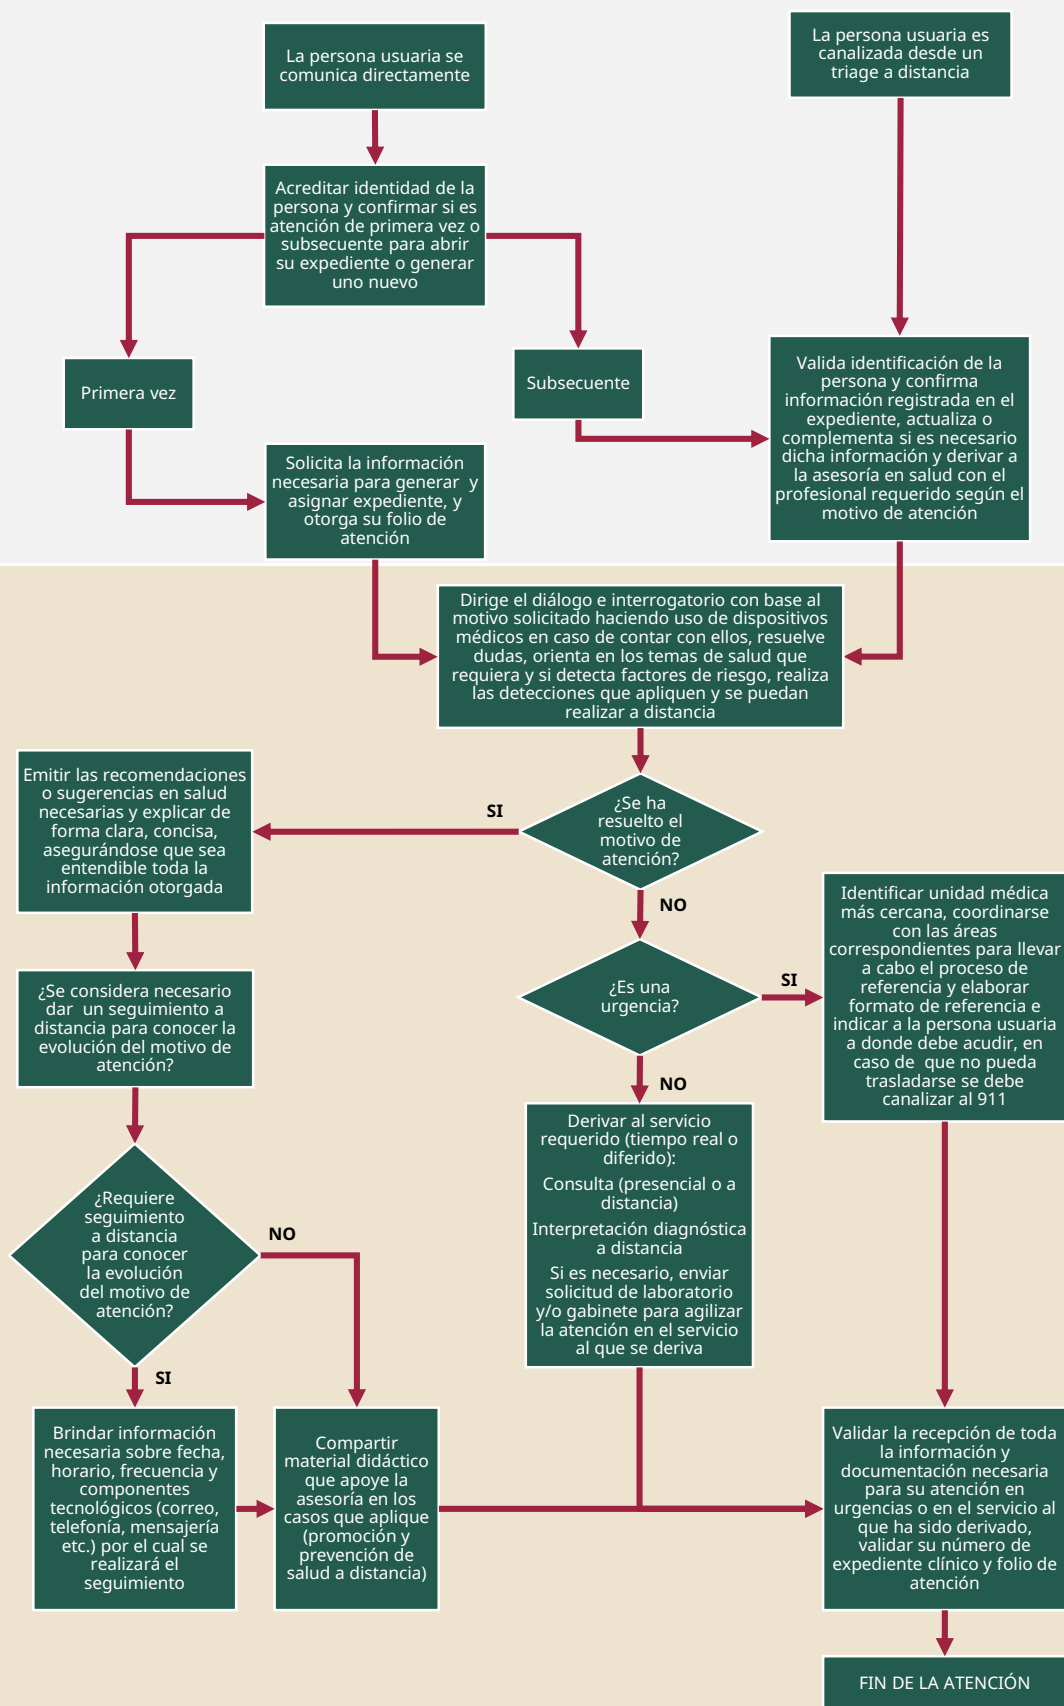 La persona usuaria se
comunica directamente
La persona usuaria es
canalizada desde un
triage a distancia
Acreditar identidad de la
persona y confirmar si es
atención de primera vez o
subsecuente para abrir
su expediente o generar
uno nuevo
Primera vez
Subsecuente
Valida identificación de la
persona y confirma
información registrada en el
expediente, actualiza o
complementa si es necesario
dicha información y derivar a
la asesoría en salud con el
profesional requerido según el
motivo de atención
Solicita la información
necesaria para generar  y
asignar expediente, y
otorga su folio de
atención
Dirige el diálogo e interrogatorio con base al
motivo solicitado haciendo uso de dispositivos
médicos en caso de contar con ellos, resuelve
dudas, orienta en los temas de salud que
requiera y si detecta factores de riesgo, realiza
las detecciones que apliquen y se puedan
realizar a distancia
¿Se ha
resuelto el
motivo de
atención?
SI
Emitir las recomendaciones
o sugerencias en salud
necesarias y explicar de
forma clara, concisa,
asegurándose que sea
entendible toda la
información otorgada
NO
¿Es una
urgencia?
SI
Identificar unidad médica
más cercana, coordinarse
con las áreas
correspondientes para llevar
a cabo el proceso de
referencia y elaborar
formato de referencia e
indicar a la persona usuaria
a donde debe acudir, en
caso de  que no pueda
trasladarse se debe
canalizar al 911
¿Se considera necesario
dar  un seguimiento a
distancia para conocer la
evolución del motivo de
atención?
NO
Derivar al servicio
requerido (tiempo real o
diferido):
Consulta (presencial o a
distancia)
Interpretación diagnóstica
a distancia
Si es necesario, enviar
solicitud de laboratorio
y/o gabinete para agilizar
la atención en el servicio
al que se deriva
¿Requiere
seguimiento
a distancia
para conocer
la evolución
del motivo de
atención?
NO
SI
Brindar información
necesaria sobre fecha,
horario, frecuencia y
componentes
tecnológicos (correo,
telefonía, mensajería
etc.) por el cual se
realizará el
seguimiento
Compartir
material didáctico
que apoye la
asesoría en los
casos que aplique
(promoción y
prevención de
salud a distancia)
Validar la recepción de toda
la información y
documentación necesaria
para su atención en
urgencias o en el servicio al
que ha sido derivado,
validar su número de
expediente clínico y folio de
atención
FIN DE LA ATENCIÓN